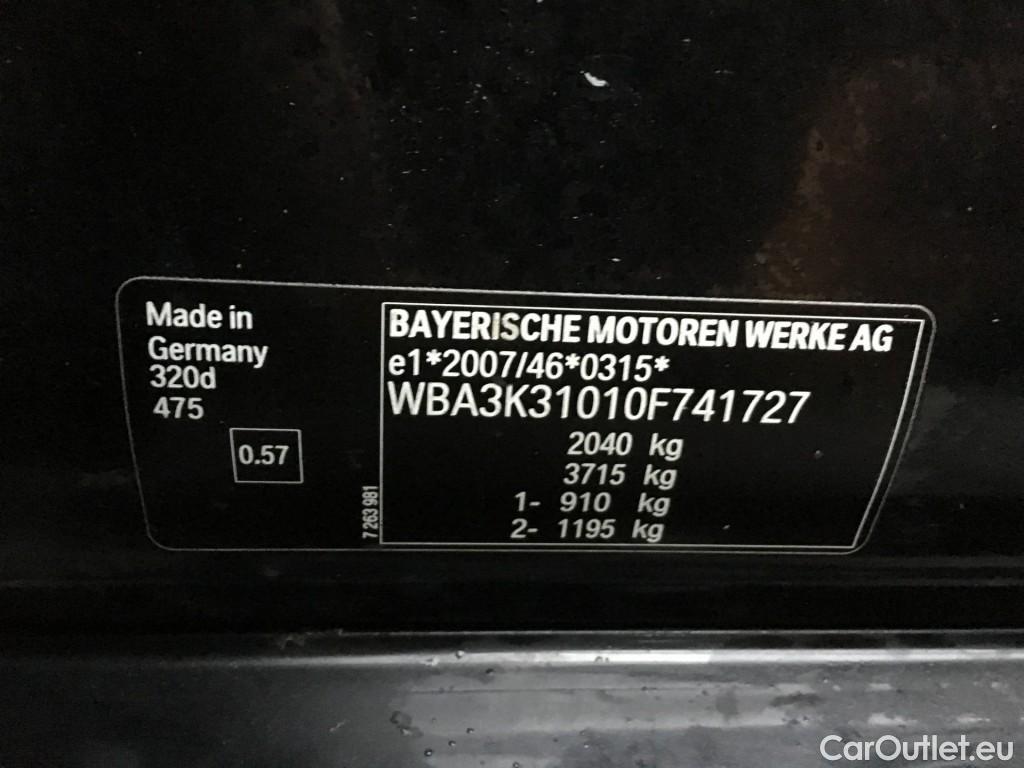 Made in
Germany
320d
475
0.57
7 263 981
BAYERISCHE MOTOREN WERKE AG
e1*2007/46*0315*
WBA3K31010F741727
2040 kg
3715 kg
1- 910 kg
2- 1195 kg
CarOutlet.eu